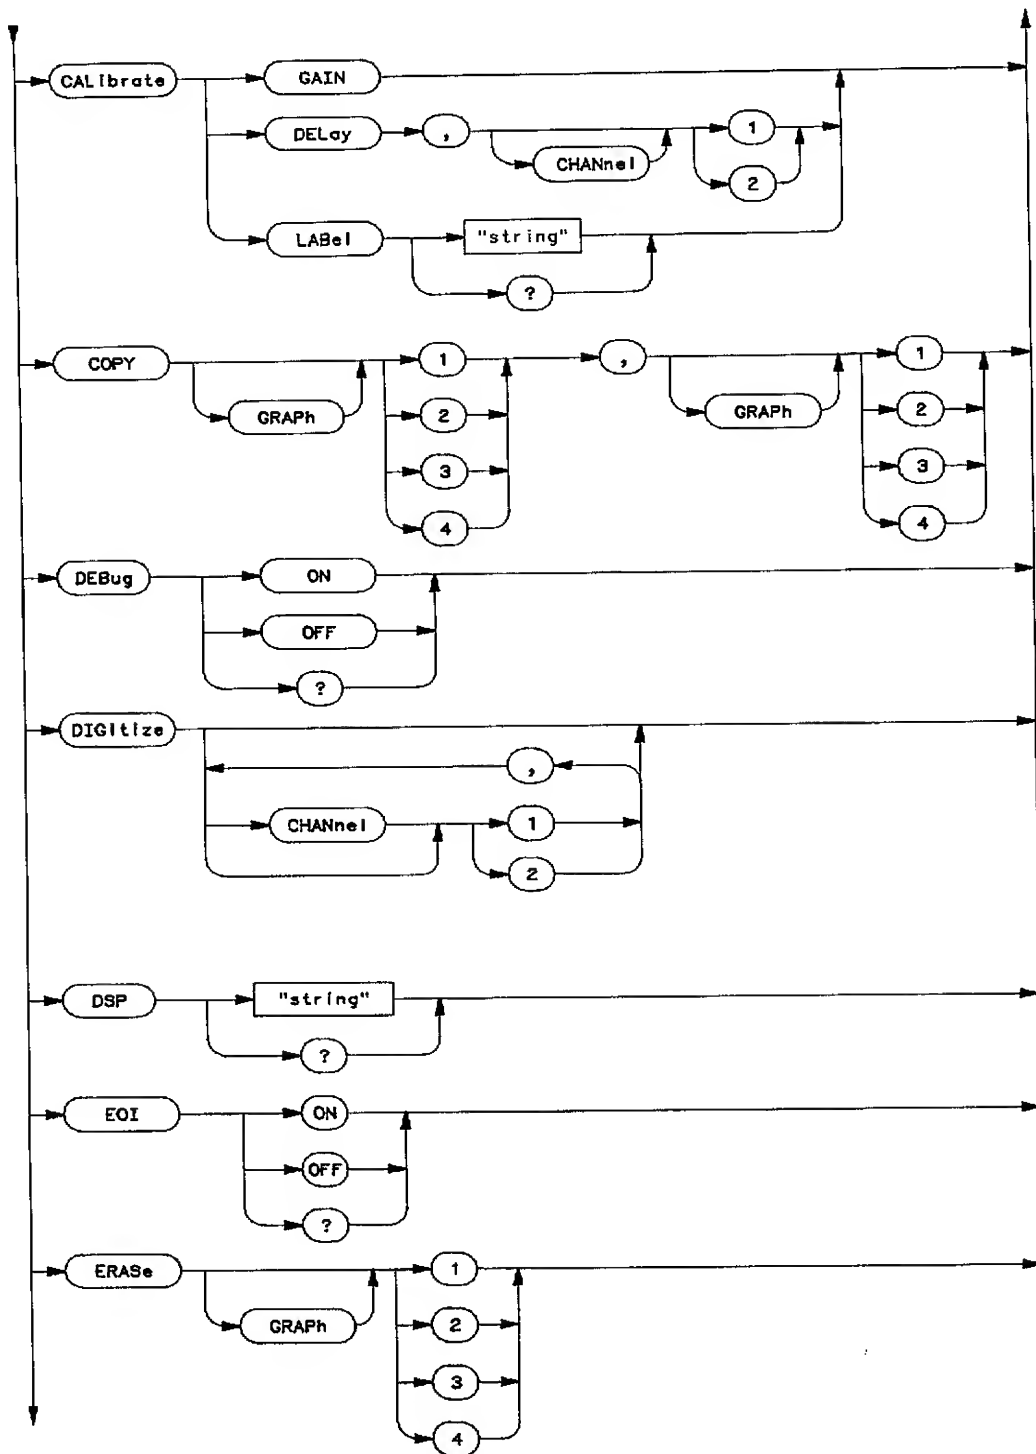 CALibrate GAIN
DELay , CHANnel 1
2
LABel "string"
?
COPY GRAPh 1 , GRAPh 1
2 2
3 3
4 4
DEBug ON
OFF
?
DIGitize
,
CHANnel 1
2
DSP "string"
?
EOI ON
OFF
?
ERASe GRAPh 1
2
3
4